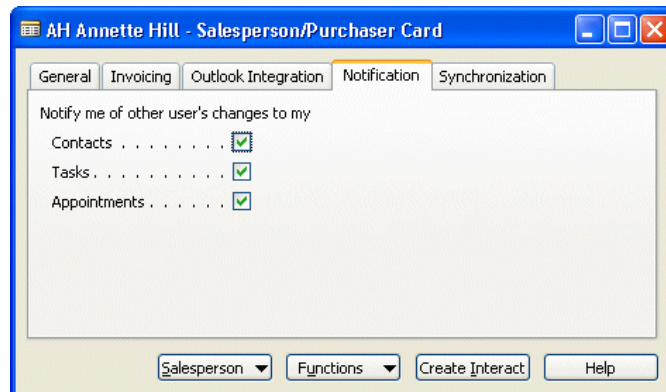 AH Annette Hill - Salesperson/Purchaser Card
General Invoicing Outlook Integration Notification Synchronization
Notify me of other user's changes to my
Contacts . . . . . . . .
Tasks . . . . . . . . . .
Appointments . . . . . .
Salesperson Functions Create Interact Help